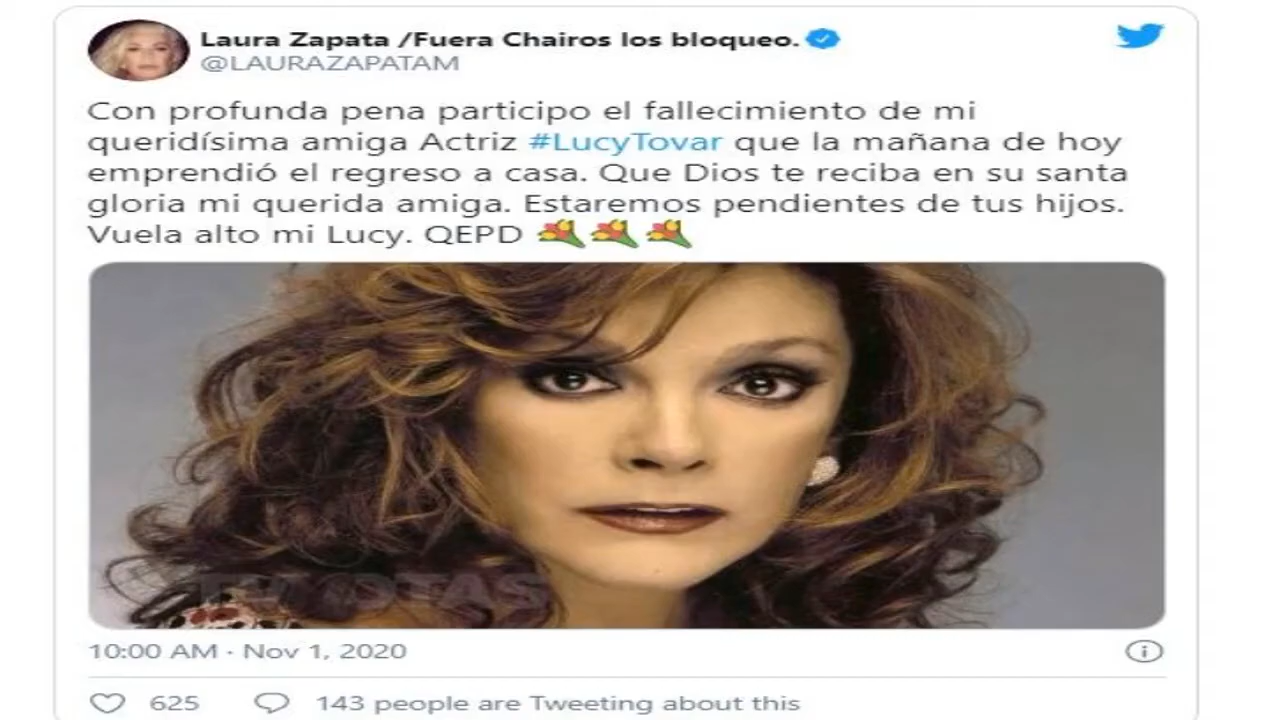 Laura Zapata /Fuera Chairos los bloqueo.
@LAURAZAPATAM
Con profunda pena participo el fallecimiento de mi
queridísima amiga Actriz #LucyTovar que la mañana de hoy
emprendió el regreso a casa. Que Dios te reciba en su santa
gloria mi querida amiga. Estaremos pendientes de tus hijos.
Vuela alto mi Lucy. QEPD 💐💐💐
TVNOTAS
10:00 AM · Nov 1, 2020
625 143 people are Tweeting about this